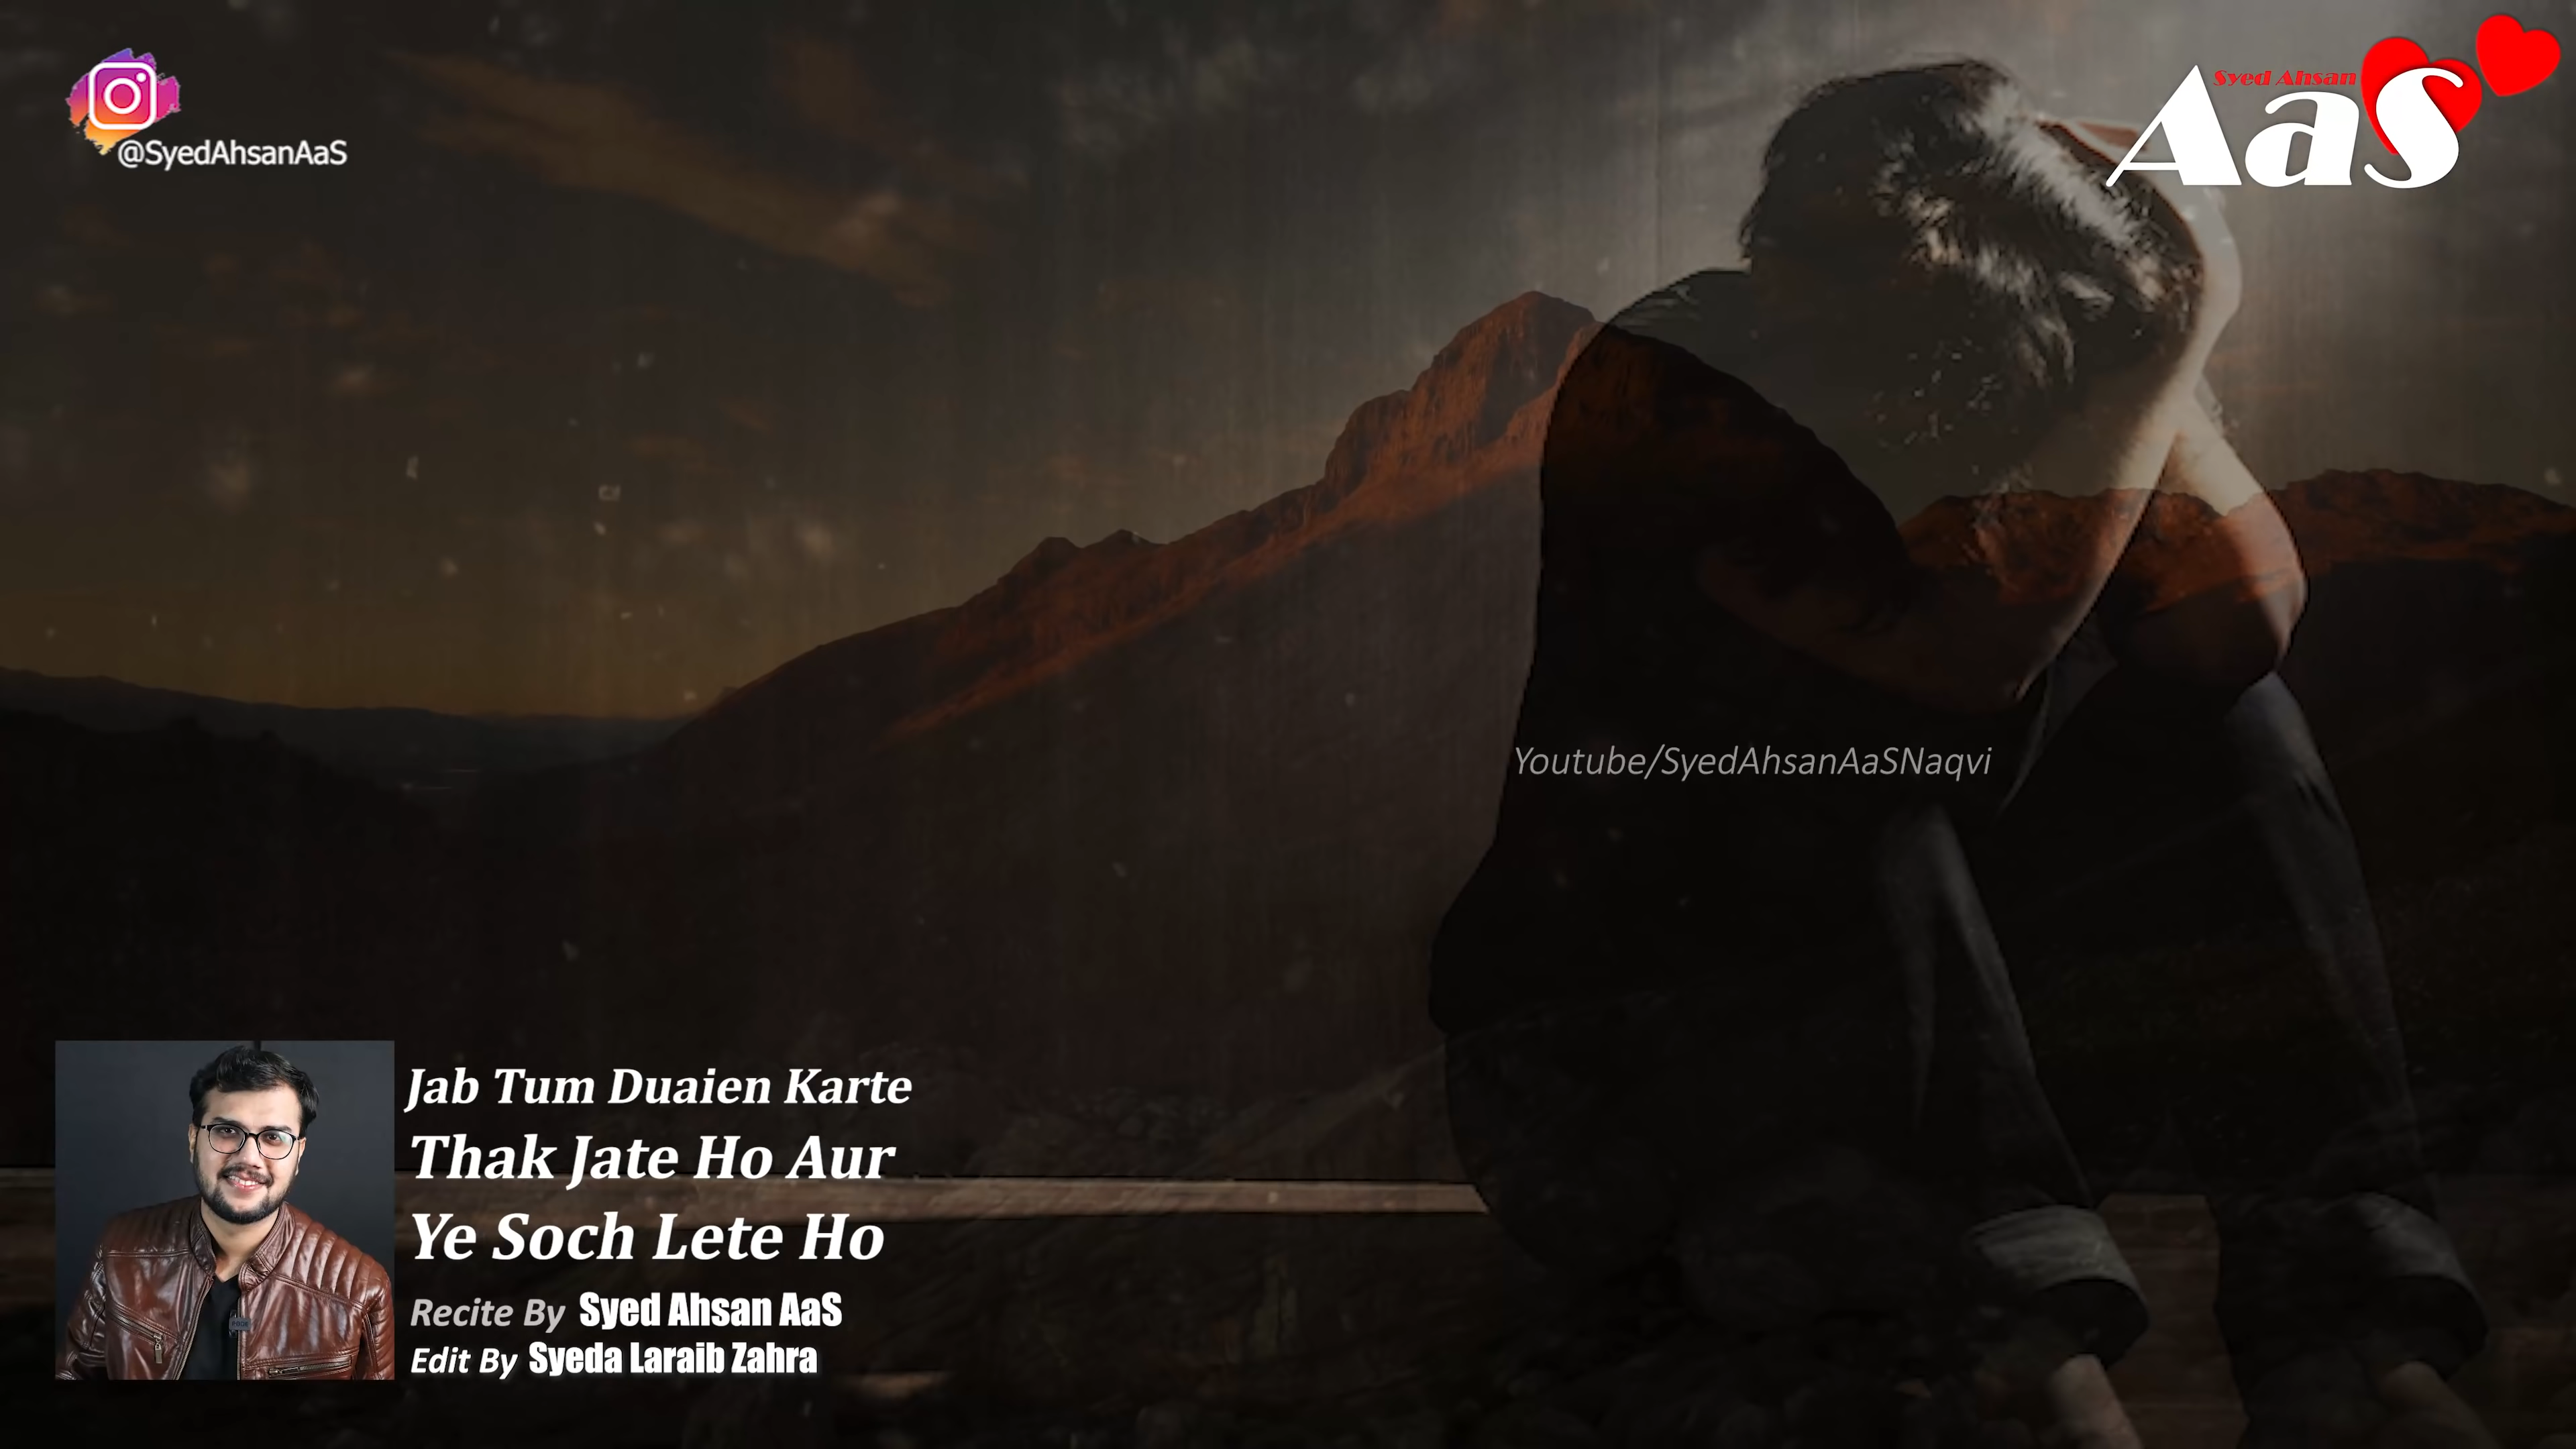 @SyedAhsanAaS
Syed Ahsan
AaS
Youtube/SyedAhsanAaSNaqvi
Jab Tum Duaien Karte
Thak Jate Ho Aur
Ye Soch Lete Ho
Recite By Syed Ahsan AaS
Edit By Syeda Laraib Zahra